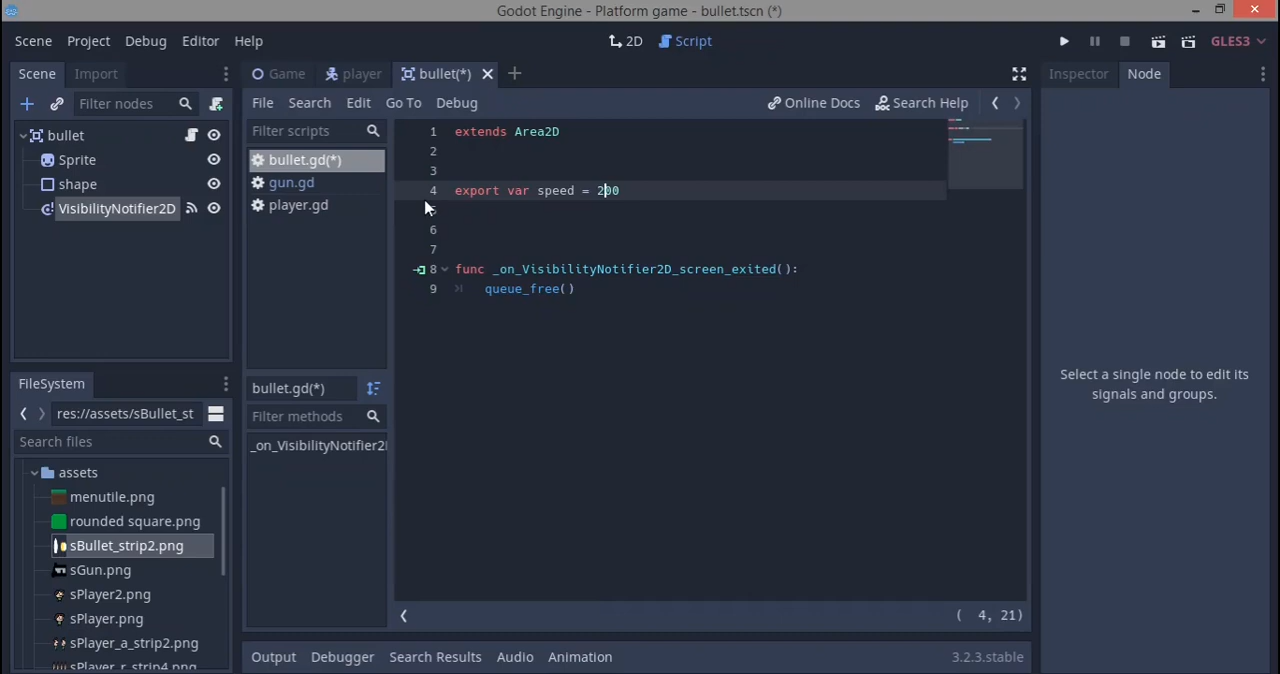 Godot Engine - Platform game - bullet.tscn (*)
Scene Project Debug Editor Help
2D Script
GLES3
Scene Import
Game player bullet(*)
Inspector Node
Filter nodes
File Search Edit Go To Debug
Online Docs Search Help
bullet
Sprite
shape
VisibilityNotifier2D
Filter scripts
bullet.gd(*)
gun.gd
player.gd
1 extends Area2D
2
3
4 export var speed = 200
5
6
7
8 func _on_VisibilityNotifier2D_screen_exited():
9 queue_free()
bullet.gd(*)
Filter methods
_on_VisibilityNotifier2
( 4, 21)
Select a single node to edit its
signals and groups.
FileSystem
res://assets/sBullet_st
Search files
assets
menutile.png
rounded square.png
sBullet_strip2.png
sGun.png
sPlayer2.png
sPlayer.png
sPlayer_a_strip2.png
sPlayer_r_strip4.png
Output Debugger Search Results Audio Animation
3.2.3.stable